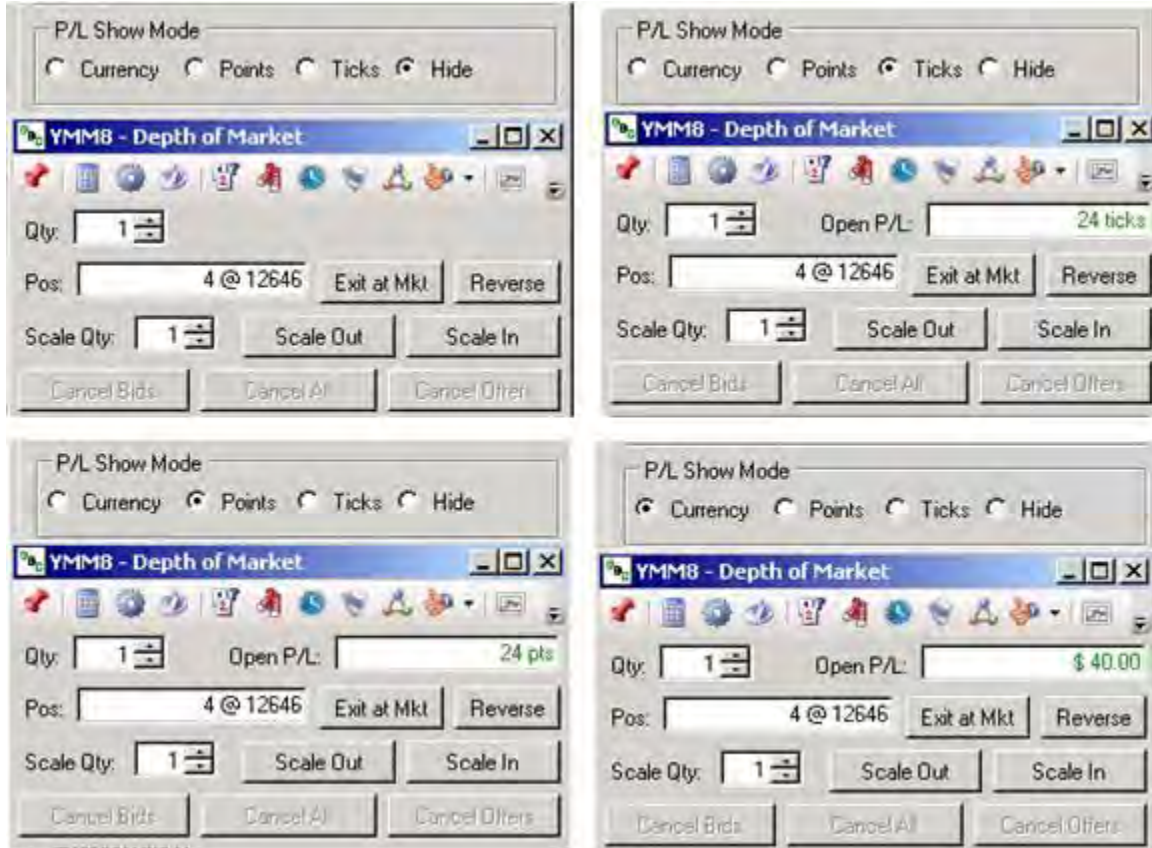 P/L Show Mode
Currency Points Ticks Hide
YMM8 - Depth of Market
Qty: 1
Pos: 4 @ 12646 Exit at Mkt Reverse
Scale Qty: 1 Scale Out Scale In
Cancel Bids Cancel All Cancel Offers
P/L Show Mode
Currency Points Ticks Hide
YMM8 - Depth of Market
Qty: 1 Open P/L: 24 ticks
Pos: 4 @ 12646 Exit at Mkt Reverse
Scale Qty: 1 Scale Out Scale In
Cancel Bids Cancel All Cancel Offers
P/L Show Mode
Currency Points Ticks Hide
YMM8 - Depth of Market
Qty: 1 Open P/L: 24 pts
Pos: 4 @ 12646 Exit at Mkt Reverse
Scale Qty: 1 Scale Out Scale In
Cancel Bids Cancel All Cancel Offers
P/L Show Mode
Currency Points Ticks Hide
YMM8 - Depth of Market
Qty: 1 Open P/L: $ 40.00
Pos: 4 @ 12646 Exit at Mkt Reverse
Scale Qty: 1 Scale Out Scale In
Cancel Bids Cancel All Cancel Offers